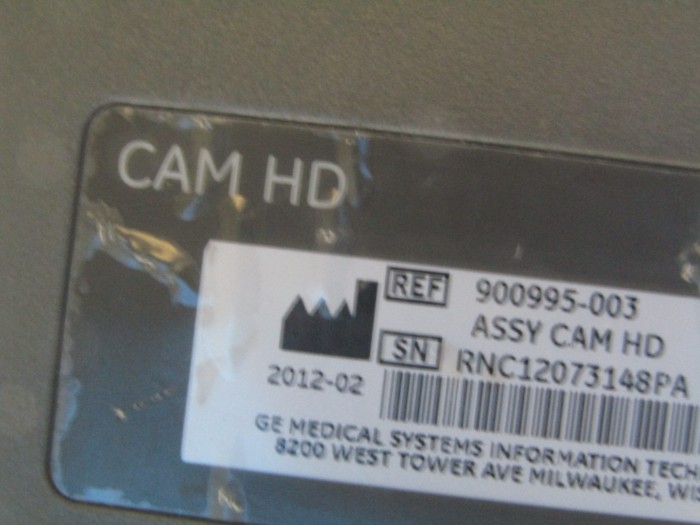 CAM HD
REF 900995-003
ASSY CAM HD
SN RNC12073148PA
2012-02
GE MEDICAL SYSTEMS INFORMATION TECH
8200 WEST TOWER AVE MILWAUKEE, WIS